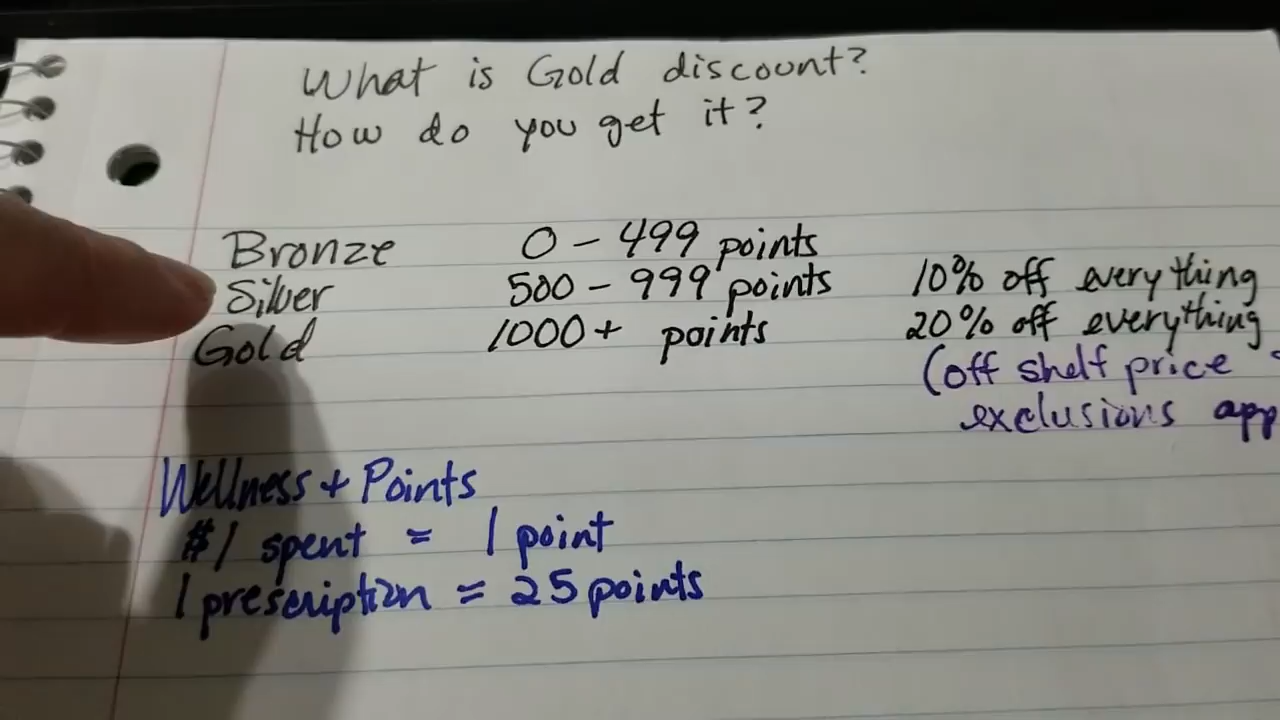 What is Gold discount?
How do you get it?
Bronze 0 - 499 points
Silver 500 - 999 points 10% off everything
Gold 1000+ points 20% off everything
(off shelf price
exclusions app
Wellness + Points
$1 spent = 1 point
1 prescription = 25 points